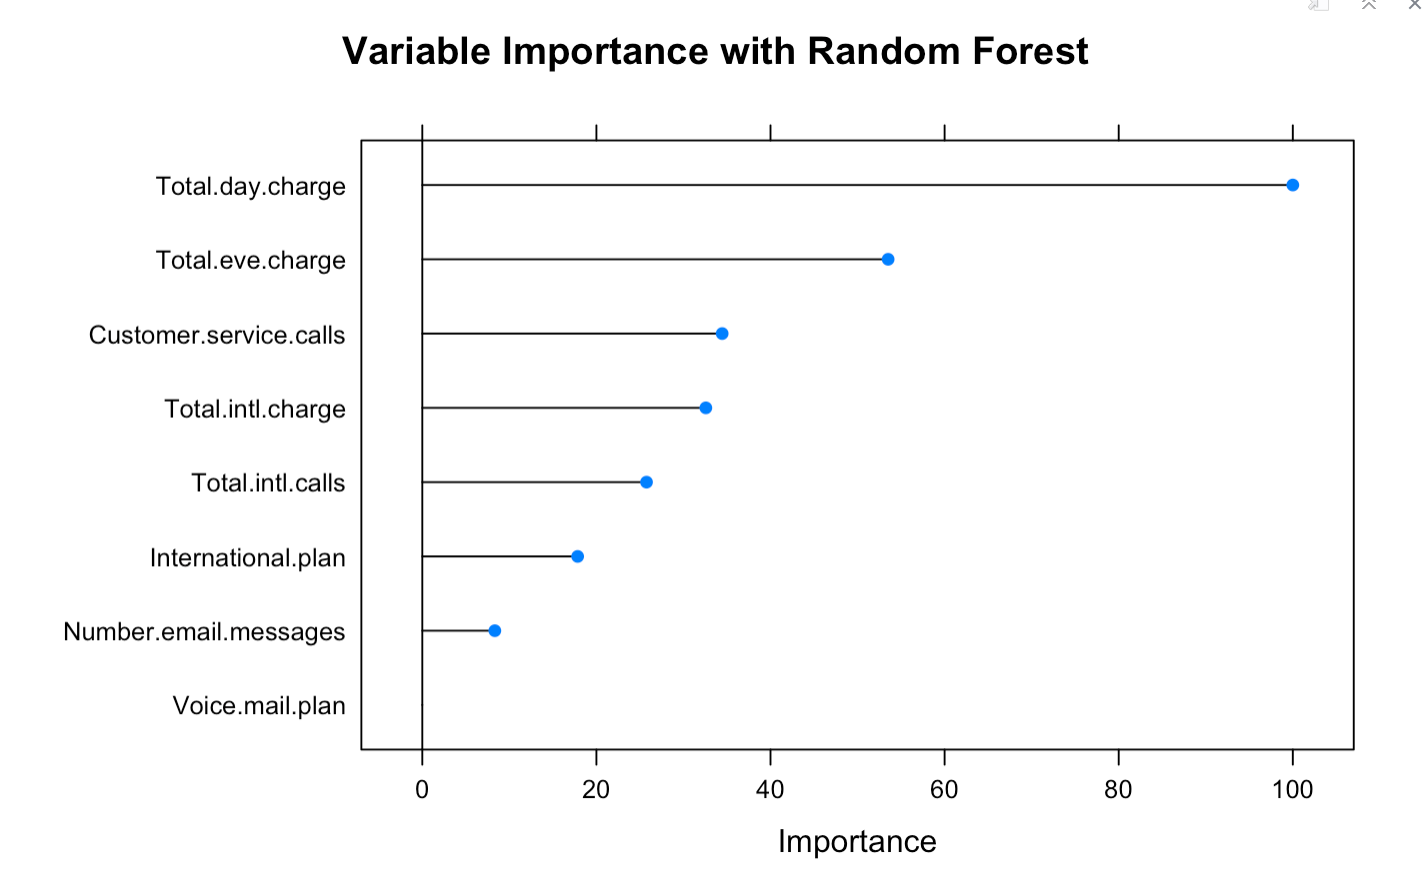 Variable Importance with Random Forest
Total.day.charge
Total.eve.charge
Customer.service.calls
Total.intl.charge
Total.intl.calls
International.plan
Number.email.messages
Voice.mail.plan
0 20 40 60 80 100
Importance